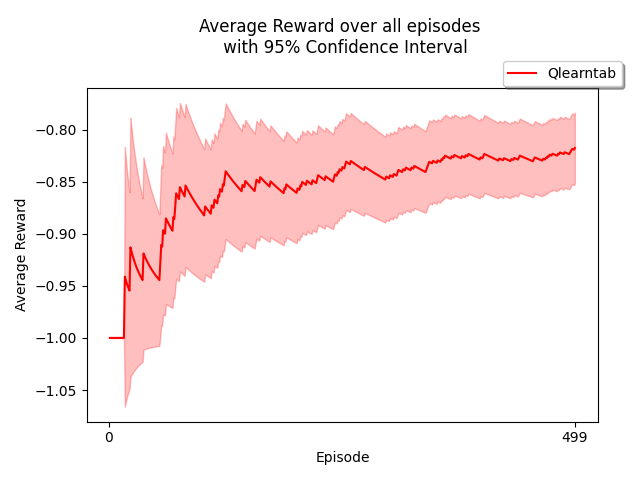 Average Reward over all episodes
with 95% Confidence Interval
Qlearntab
−0.80
−0.85
−0.90
−0.95
−1.00
−1.05
Average Reward
0
499
Episode